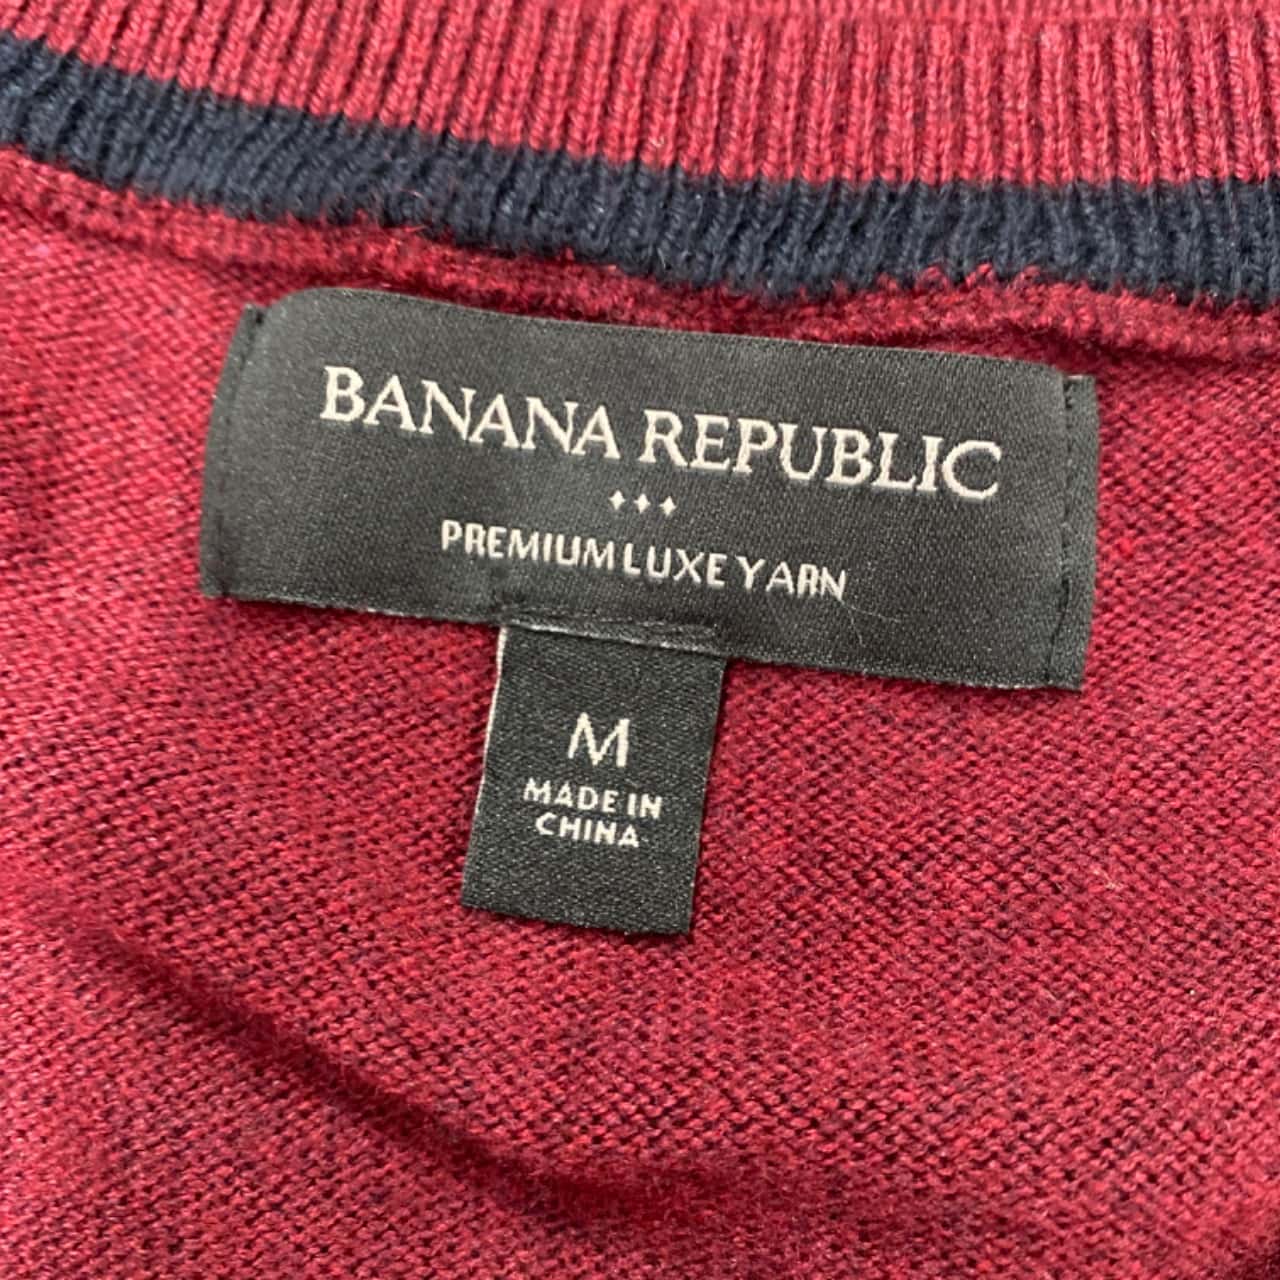 BANANA REPUBLIC
PREMIUM LUXE YARN
M
MADE IN
CHINA